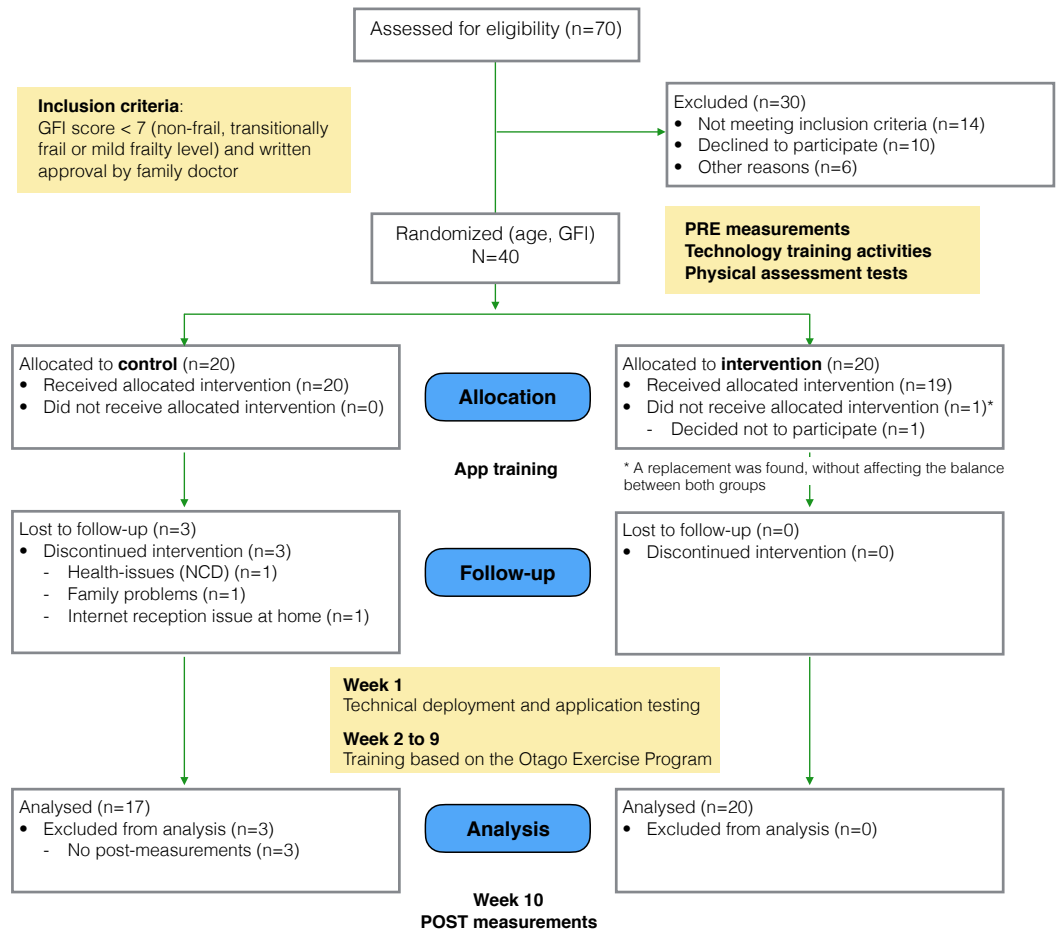 Assessed for eligibility (n=70)
Inclusion criteria:
GFI score < 7 (non-frail, transitionally
frail or mild frailty level) and written
approval by family doctor
Excluded (n=30)
• Not meeting inclusion criteria (n=14)
• Declined to participate (n=10)
• Other reasons (n=6)
Randomized (age, GFI)
N=40
PRE measurements
Technology training activities
Physical assessment tests
Allocated to control (n=20)
• Received allocated intervention (n=20)
• Did not receive allocated intervention (n=0)
Allocation
Allocated to intervention (n=20)
• Received allocated intervention (n=19)
• Did not receive allocated intervention (n=1)*
- Decided not to participate (n=1)
App training
* A replacement was found, without affecting the balance
between both groups
Lost to follow-up (n=3)
• Discontinued intervention (n=3)
- Health-issues (NCD) (n=1)
- Family problems (n=1)
- Internet reception issue at home (n=1)
Follow-up
Lost to follow-up (n=0)
• Discontinued intervention (n=0)
Week 1
Technical deployment and application testing
Week 2 to 9
Training based on the Otago Exercise Program
Analysed (n=17)
• Excluded from analysis (n=3)
- No post-measurements (n=3)
Analysis
Analysed (n=20)
• Excluded from analysis (n=0)
Week 10
POST measurements